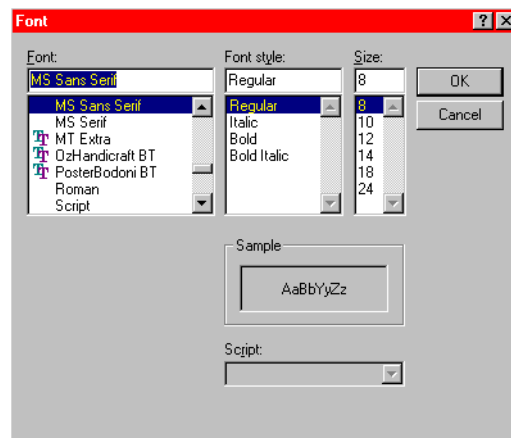 Font
Font: Font style: Size:
MS Sans Serif Regular 8 OK
MS Sans Serif Regular 8 Cancel
MS Serif Italic 10
MT Extra Bold 12
OzHandicraft BT Bold Italic 14
PosterBodoni BT 18
Roman 24
Script
Sample
AaBbYyZz
Script: